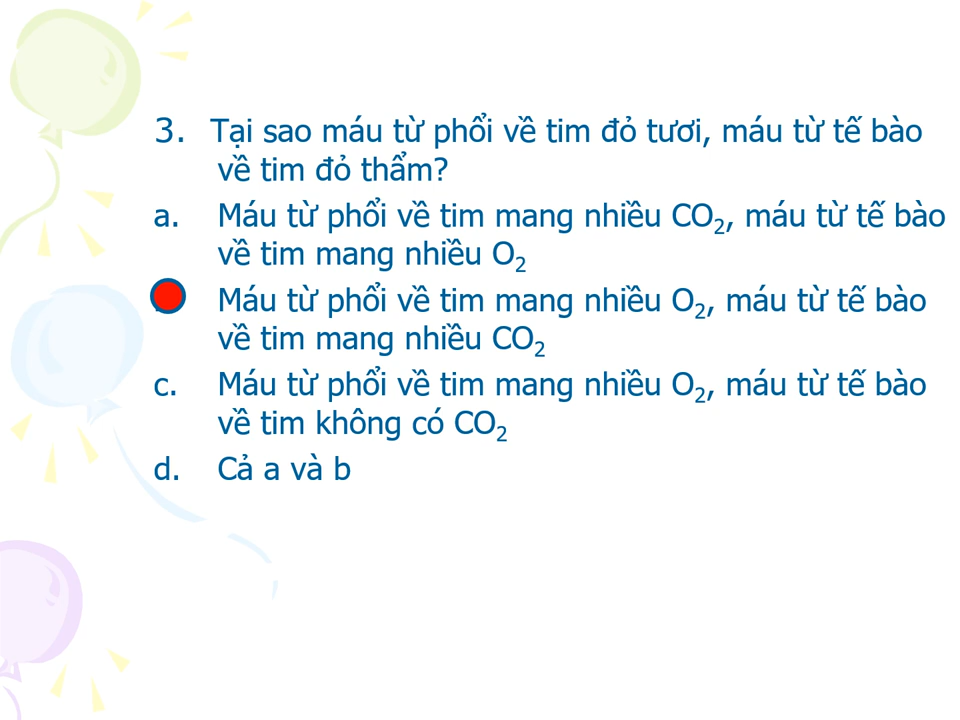 3. Tại sao máu từ phổi về tim đỏ tươi, máu từ tế bào
về tim đỏ thẩm?
a. Máu từ phổi về tim mang nhiều CO₂, máu từ tế bào
về tim mang nhiều O₂
Máu từ phổi về tim mang nhiều O₂, máu từ tế bào
về tim mang nhiều CO₂
c. Máu từ phổi về tim mang nhiều O₂, máu từ tế bào
về tim không có CO₂
d. Cả a và b